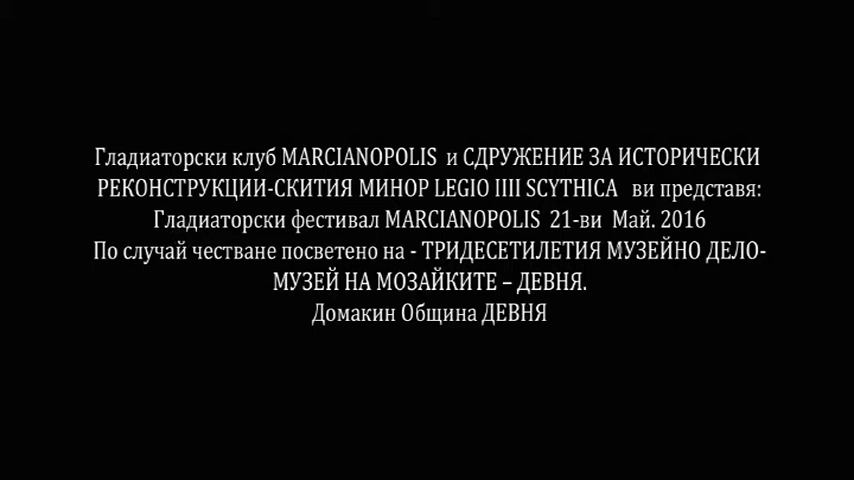 Гладиаторски клуб MARCIANOPOLIS и СДРУЖЕНИЕ ЗА ИСТОРИЧЕСКИ
РЕКОНСТРУКЦИИ-СКИТИЯ МИНОР LEGIO IIII SCYTHICA ви представя:
Гладиаторски фестивал MARCIANOPOLIS 21-ви Май. 2016
По случай честване посветено на - ТРИДЕСЕТИЛЕТИЯ МУЗЕЙНО ДЕЛО-
МУЗЕЙ НА МОЗАЙКИТЕ – ДЕВНЯ.
Домакин Община ДЕВНЯ